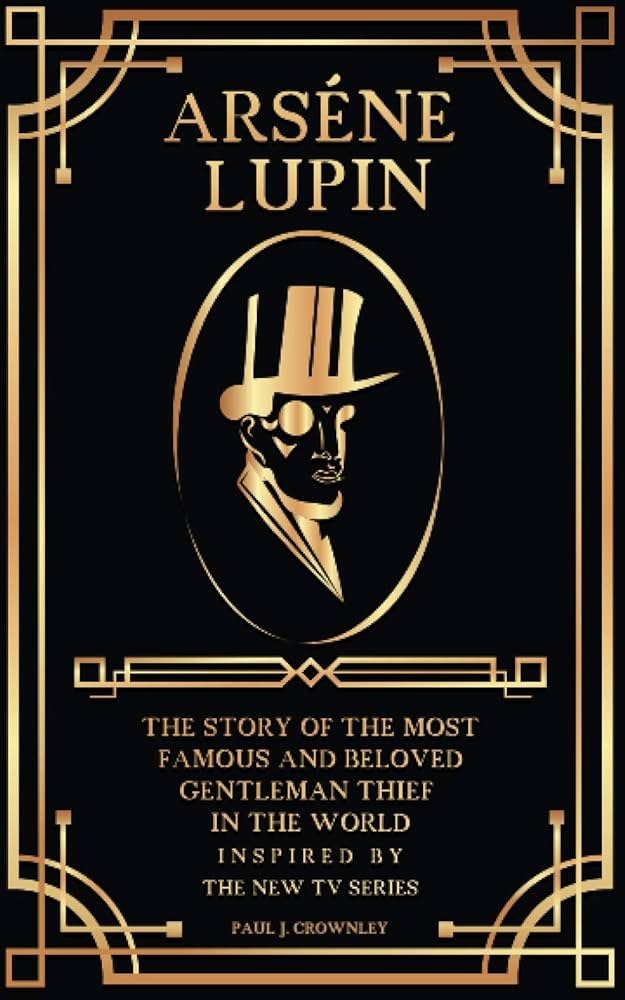 ARSÉNE
LUPIN
THE STORY OF THE MOST
FAMOUS AND BELOVED
GENTLEMAN THIEF
IN THE WORLD
INSPIRED BY
THE NEW TV SERIES
PAUL J. CROWNLEY